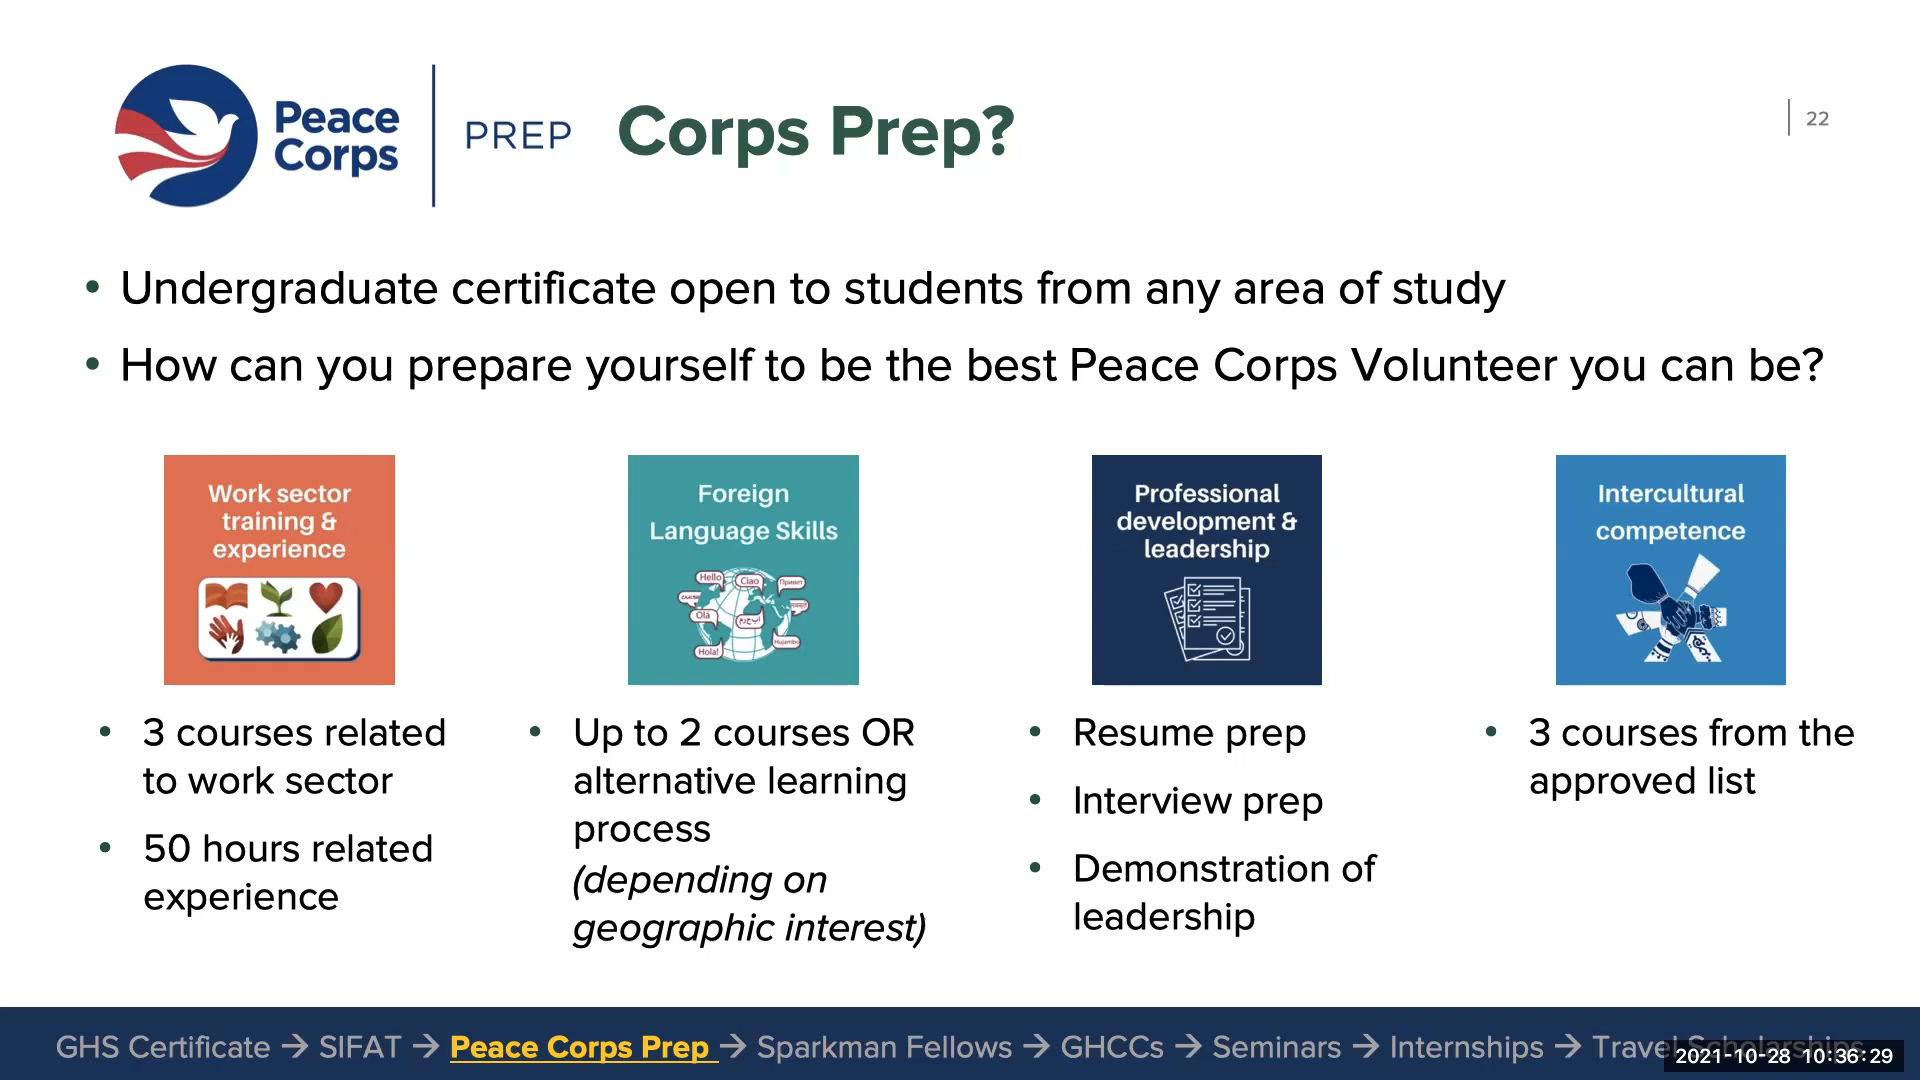 Peace
Corps
PREP
Corps Prep?
22
• Undergraduate certificate open to students from any area of study
• How can you prepare yourself to be the best Peace Corps Volunteer you can be?
Work sector
training &
experience
• 3 courses related
to work sector
• 50 hours related
experience
Foreign
Language Skills
Hello
Ciao
Привет
Olá
Hola!
Hujambo
• Up to 2 courses OR
alternative learning
process
(depending on
geographic interest)
Professional
development &
leadership
• Resume prep
• Interview prep
• Demonstration of
leadership
Intercultural
competence
• 3 courses from the
approved list
GHS Certificate → SIFAT → Peace Corps Prep → Sparkman Fellows → GHCCs → Seminars → Internships → Travel Scholarships
2021-10-28 10:36:29